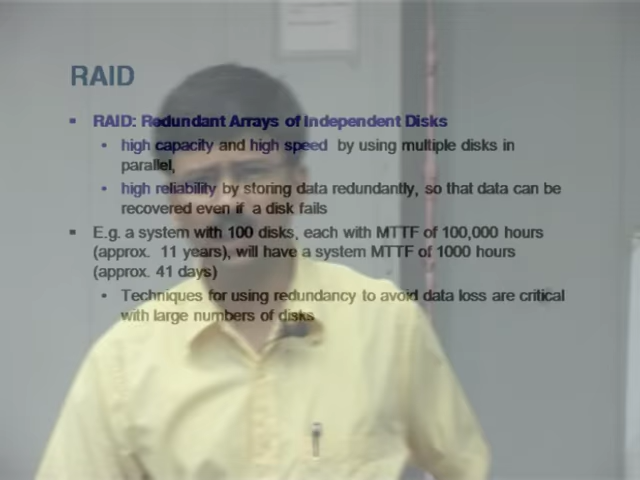 RAID
▪ RAID: Redundant Arrays of Independent Disks
• high capacity and high speed by using multiple disks in
parallel,
• high reliability by storing data redundantly, so that data can be
recovered even if a disk fails
▪ E.g. a system with 100 disks, each with MTTF of 100,000 hours
(approx. 11 years), will have a system MTTF of 1000 hours
(approx. 41 days)
• Techniques for using redundancy to avoid data loss are critical
with large numbers of disks